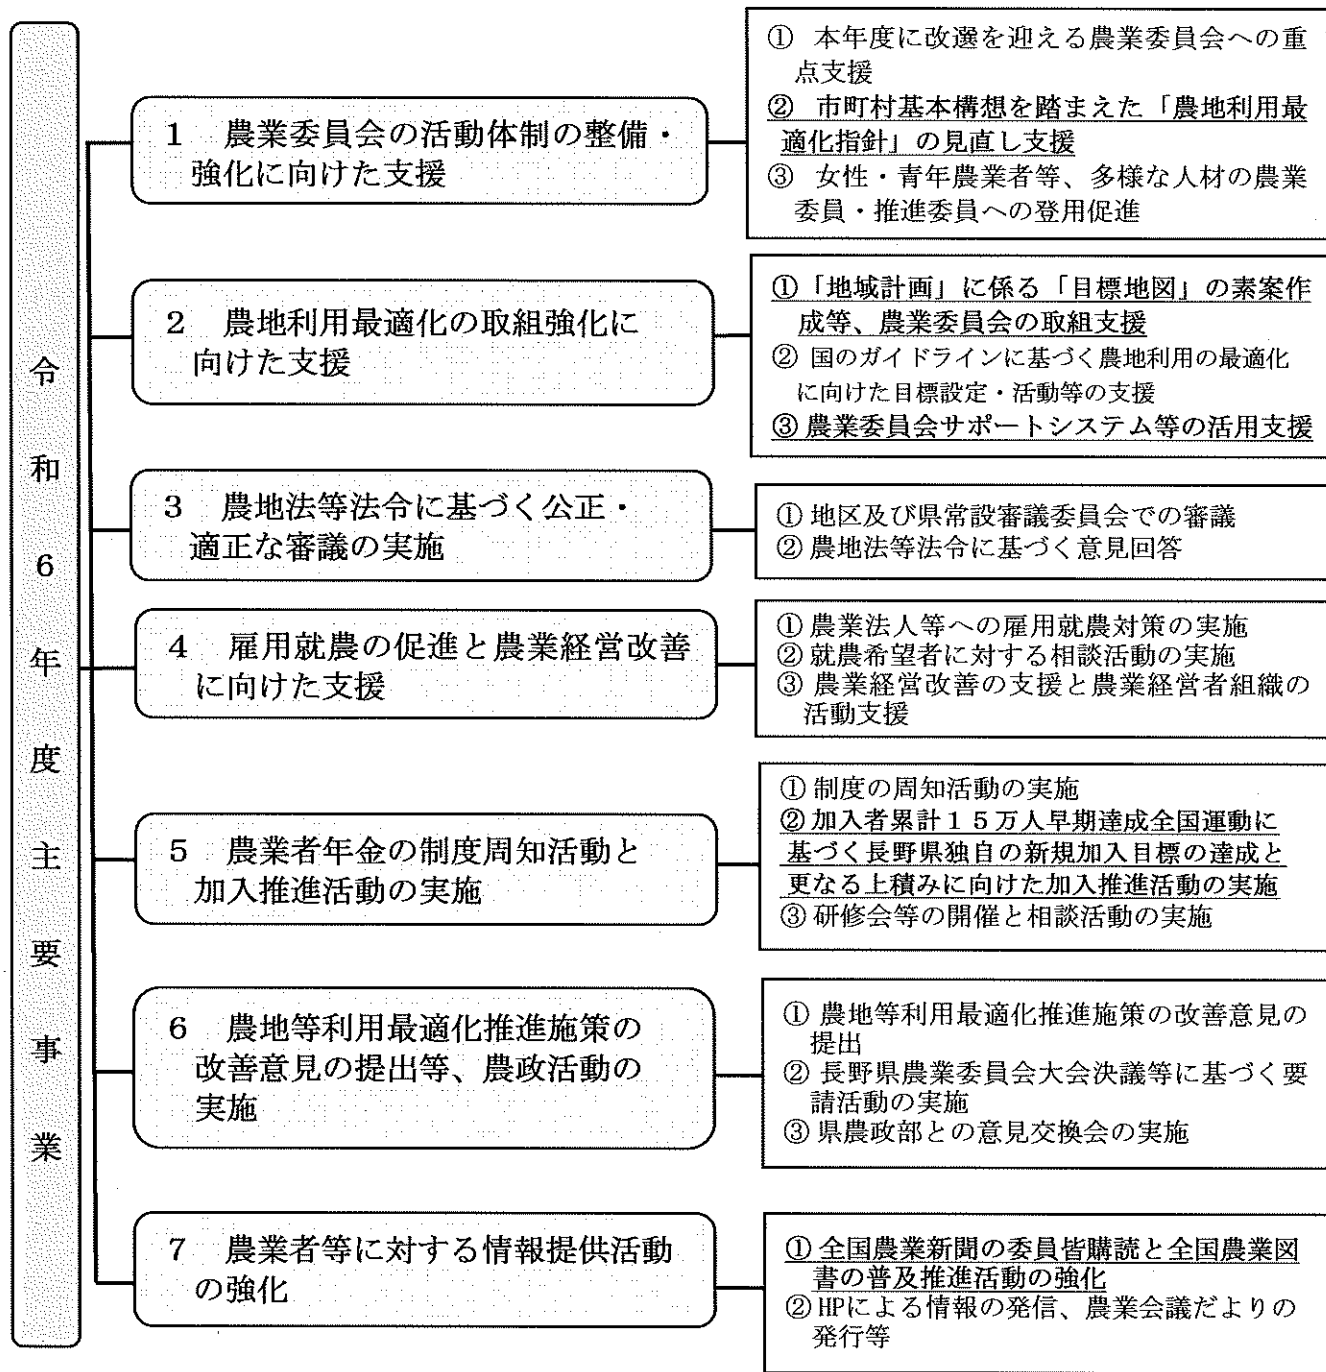 令和6年度主要事業
1　農業委員会の活動体制の整備・
強化に向けた支援
① 本年度に改選を迎える農業委員会への重
点支援
② 市町村基本構想を踏まえた「農地利用最
適化指針」の見直し支援
③ 女性・青年農業者等、多様な人材の農業
委員・推進委員への登用促進
2　農地利用最適化の取組強化に
向けた支援
①「地域計画」に係る「目標地図」の素案作
成等、農業委員会の取組支援
② 国のガイドラインに基づく農地利用の最適化
に向けた目標設定・活動等の支援
③ 農業委員会サポートシステム等の活用支援
3　農地法等法令に基づく公正・
適正な審議の実施
① 地区及び県常設審議委員会での審議
② 農地法等法令に基づく意見回答
4　雇用就農の促進と農業経営改善
に向けた支援
① 農業法人等への雇用就農対策の実施
② 就農希望者に対する相談活動の実施
③ 農業経営改善の支援と農業経営者組織の
活動支援
5　農業者年金の制度周知活動と
加入推進活動の実施
① 制度の周知活動の実施
② 加入者累計15万人早期達成全国運動に
基づく長野県独自の新規加入目標の達成と
更なる上積みに向けた加入推進活動の実施
③ 研修会等の開催と相談活動の実施
6　農地等利用最適化推進施策の
改善意見の提出等、農政活動の
実施
① 農地等利用最適化推進施策の改善意見の
提出
② 長野県農業委員会大会決議等に基づく要
請活動の実施
③ 県農政部との意見交換会の実施
7　農業者等に対する情報提供活動
の強化
① 全国農業新聞の委員皆購読と全国農業図
書の普及推進活動の強化
② HPによる情報の発信、農業会議だよりの
発行等